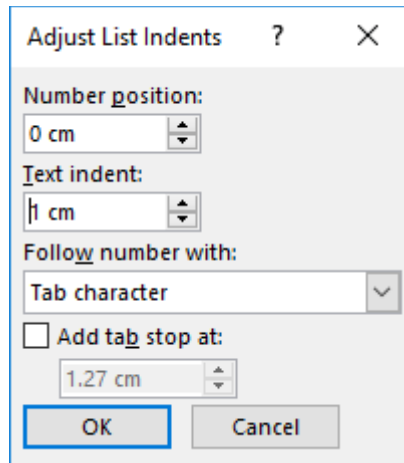 Adjust List Indents ?
Number position:
0 cm
Text indent:
1 cm
Follow number with:
Tab character
Add tab stop at:
1.27 cm
OK Cancel